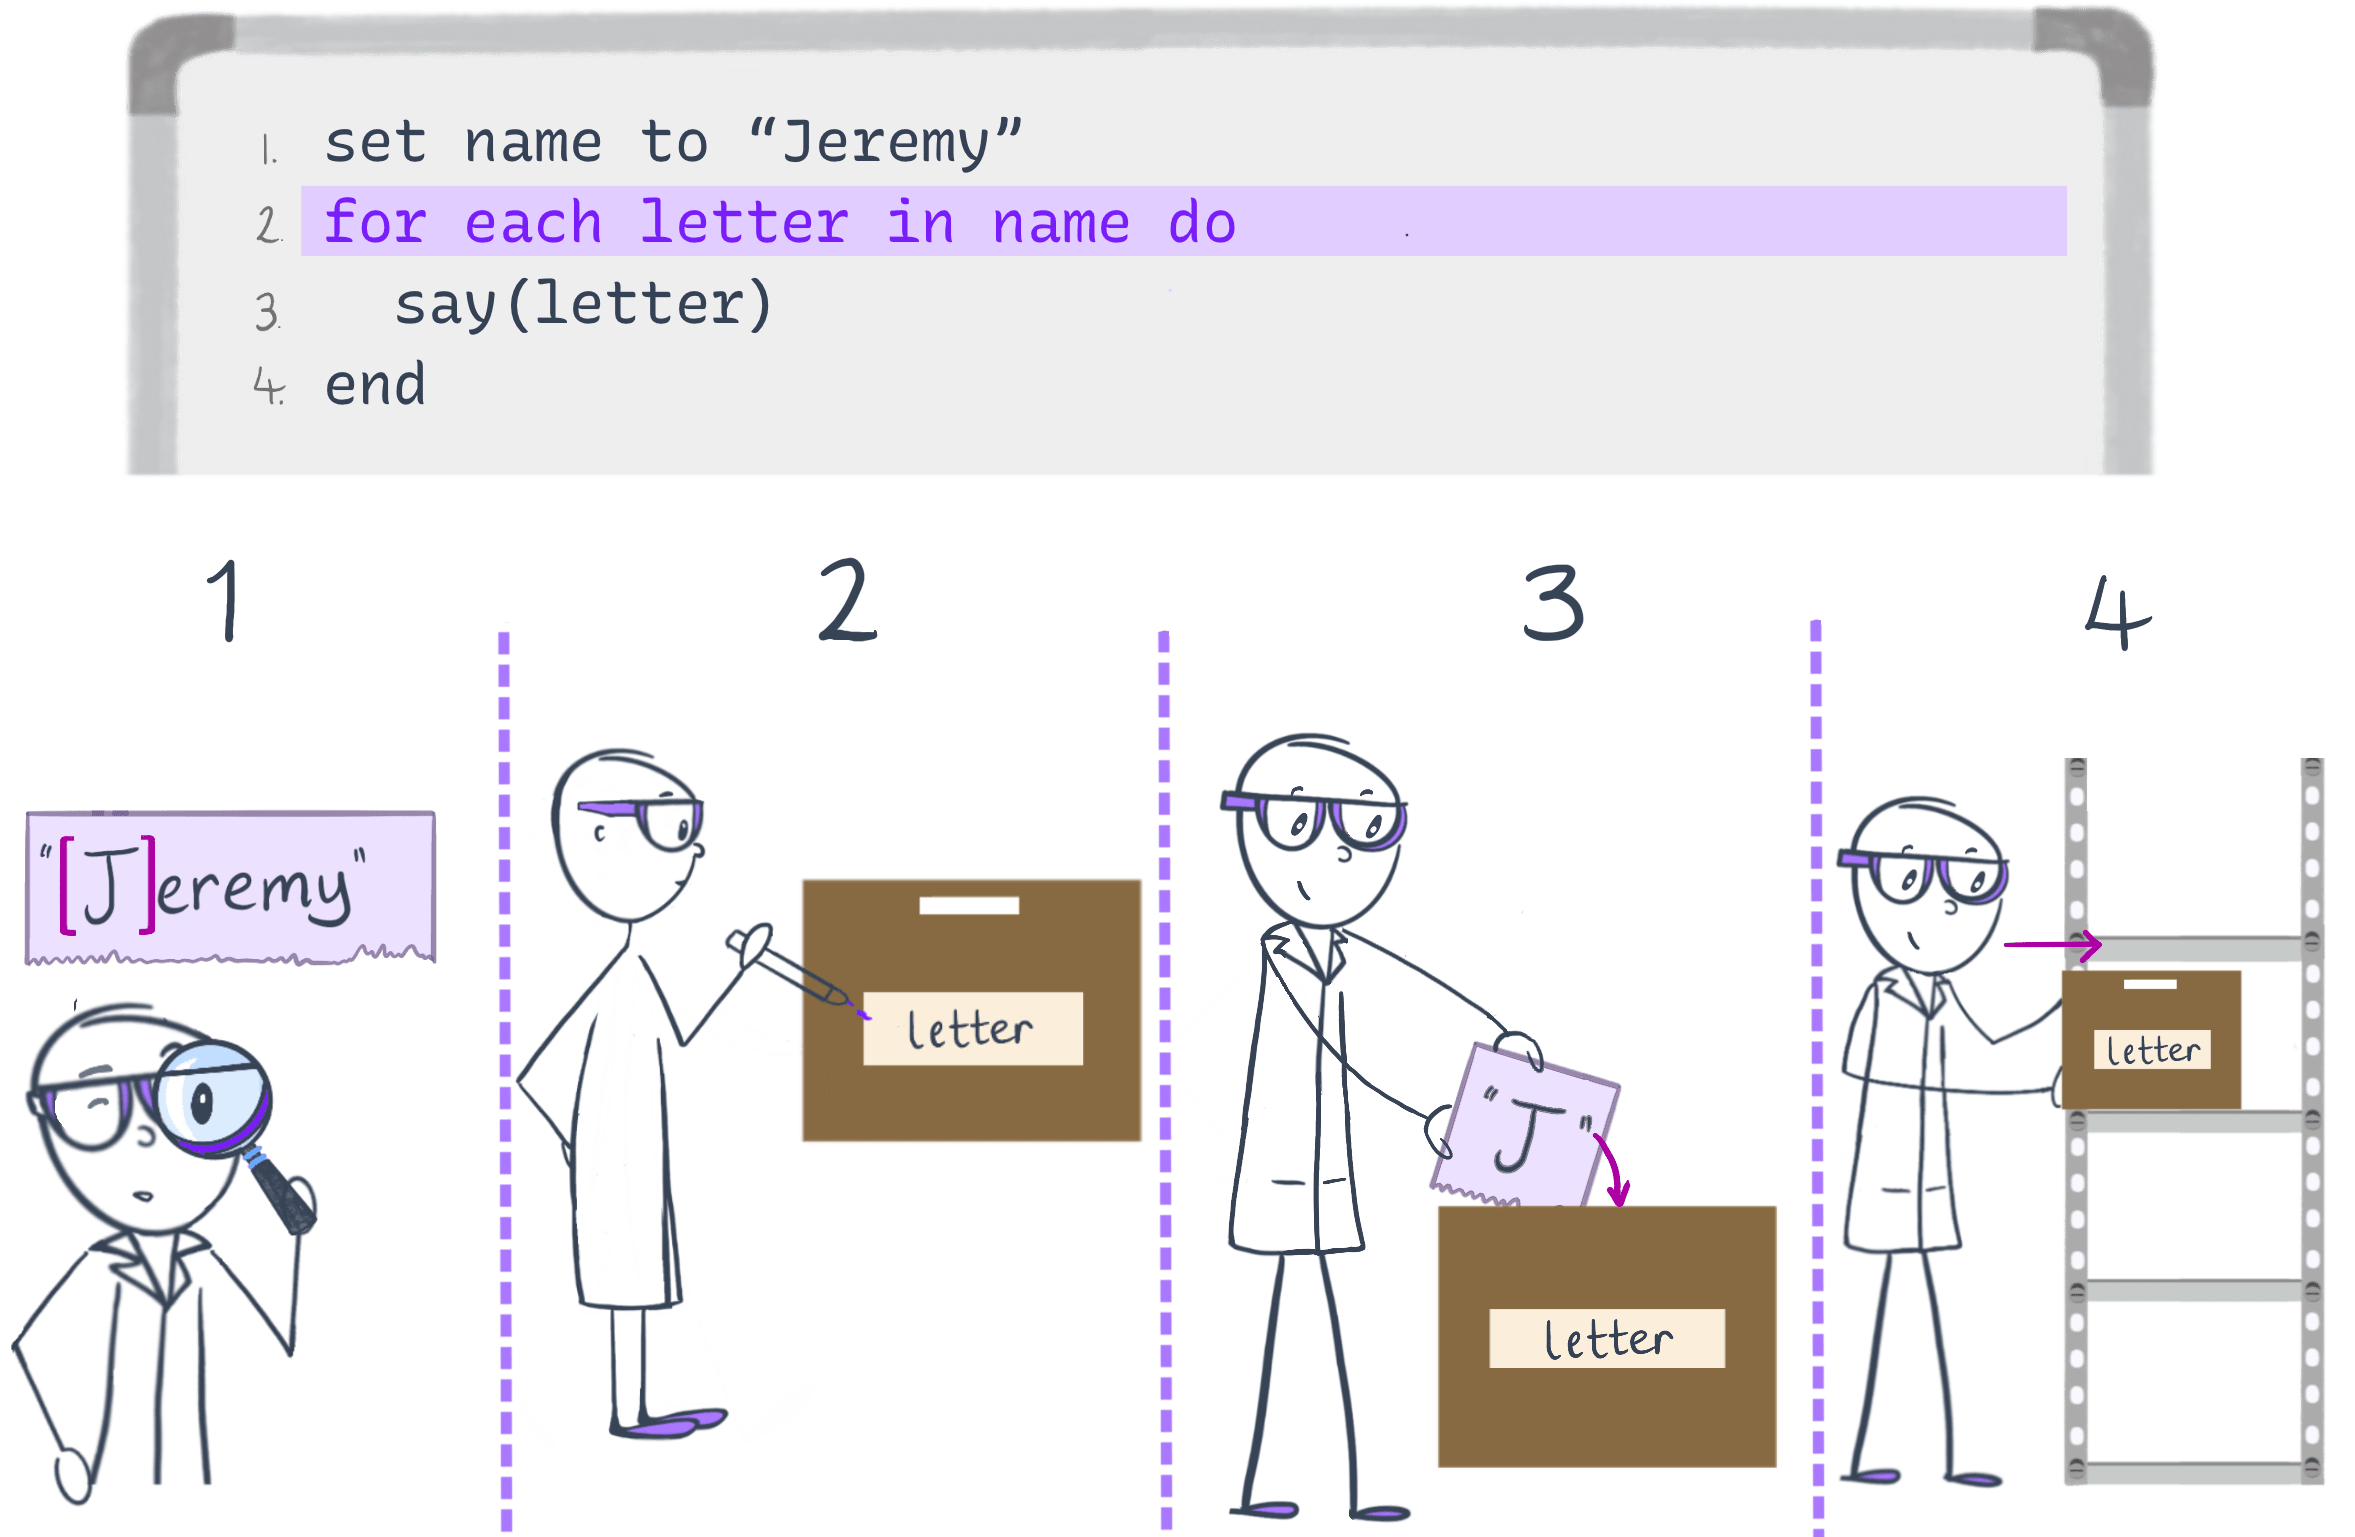 1. set name to “Jeremy”
2. for each letter in name do
3. say(letter)
4. end
1
2
3
4
"[J]eremy"
letter
"J"
letter
letter